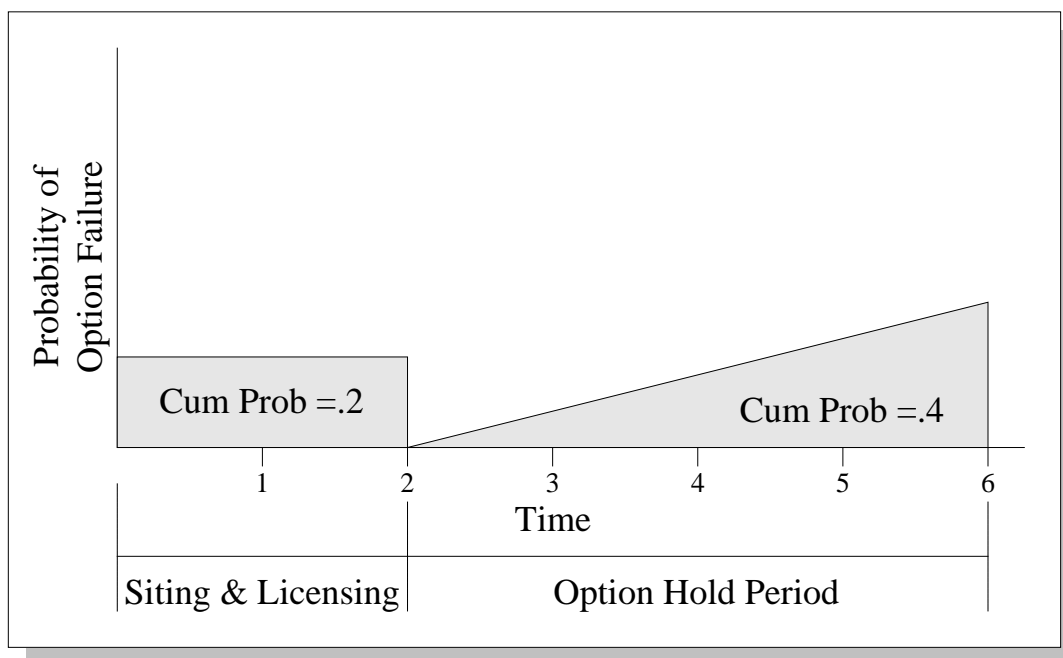 Probability of
Option Failure
Cum Prob =.2
Cum Prob =.4
1 2 3 4 5 6
Time
Siting & Licensing Option Hold Period